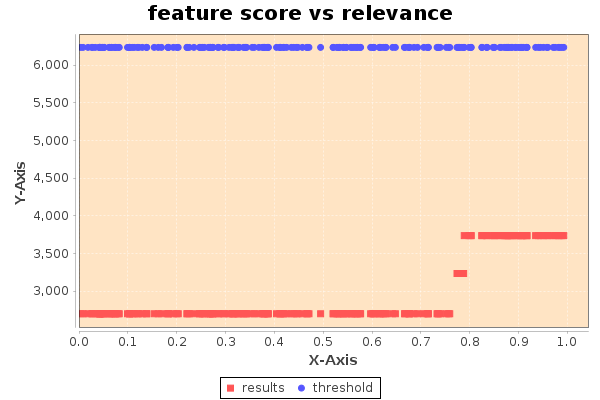 feature score vs relevance
Y-Axis
6,000
5,500
5,000
4,500
4,000
3,500
3,000
0.0 0.1 0.2 0.3 0.4 0.5 0.6 0.7 0.8 0.9 1.0
X-Axis
results threshold